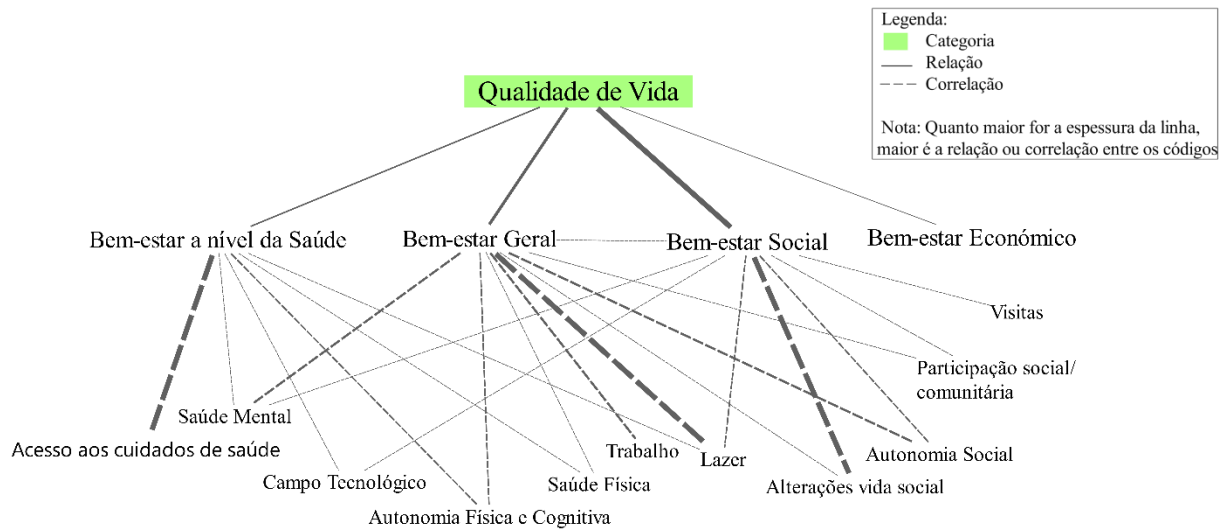 Legenda:
Categoria
Relação
Correlação
Nota: Quanto maior for a espessura da linha,
maior é a relação ou correlação entre os códigos
Qualidade de Vida
Bem-estar a nível da Saúde
Bem-estar Geral
Bem-estar Social
Bem-estar Económico
Visitas
Participação social/
comunitária
Saúde Mental
Acesso aos cuidados de saúde
Trabalho
Lazer
Autonomia Social
Campo Tecnológico
Saúde Física
Alterações vida social
Autonomia Física e Cognitiva